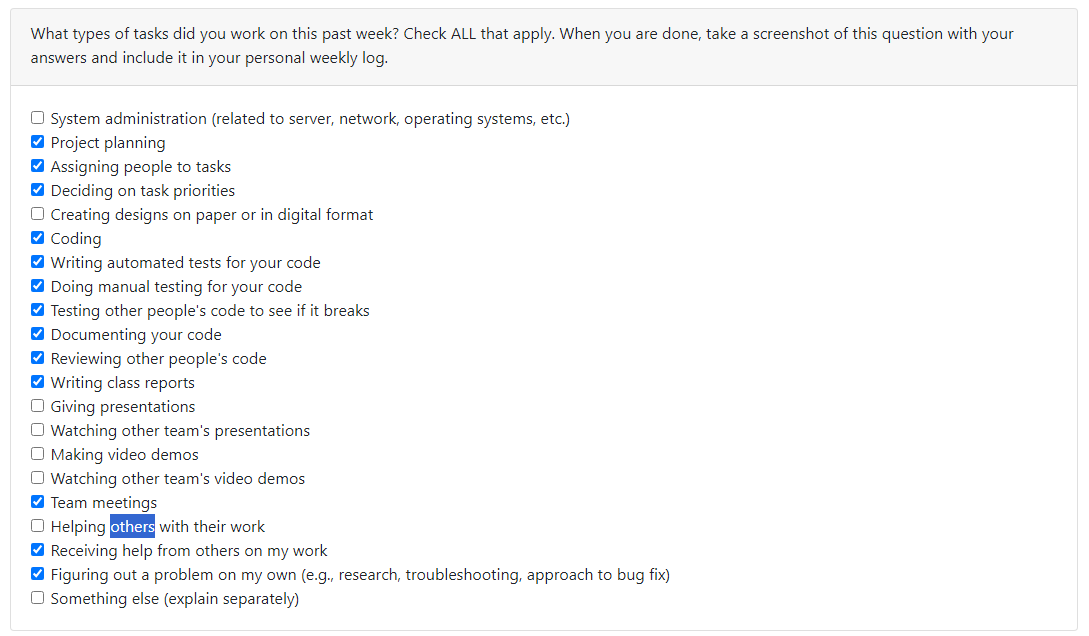 What types of tasks did you work on this past week? Check ALL that apply. When you are done, take a screenshot of this question with your
answers and include it in your personal weekly log.
System administration (related to server, network, operating systems, etc.)
Project planning
Assigning people to tasks
Deciding on task priorities
Creating designs on paper or in digital format
Coding
Writing automated tests for your code
Doing manual testing for your code
Testing other people's code to see if it breaks
Documenting your code
Reviewing other people's code
Writing class reports
Giving presentations
Watching other team's presentations
Making video demos
Watching other team's video demos
Team meetings
Helping others with their work
Receiving help from others on my work
Figuring out a problem on my own (e.g., research, troubleshooting, approach to bug fix)
Something else (explain separately)